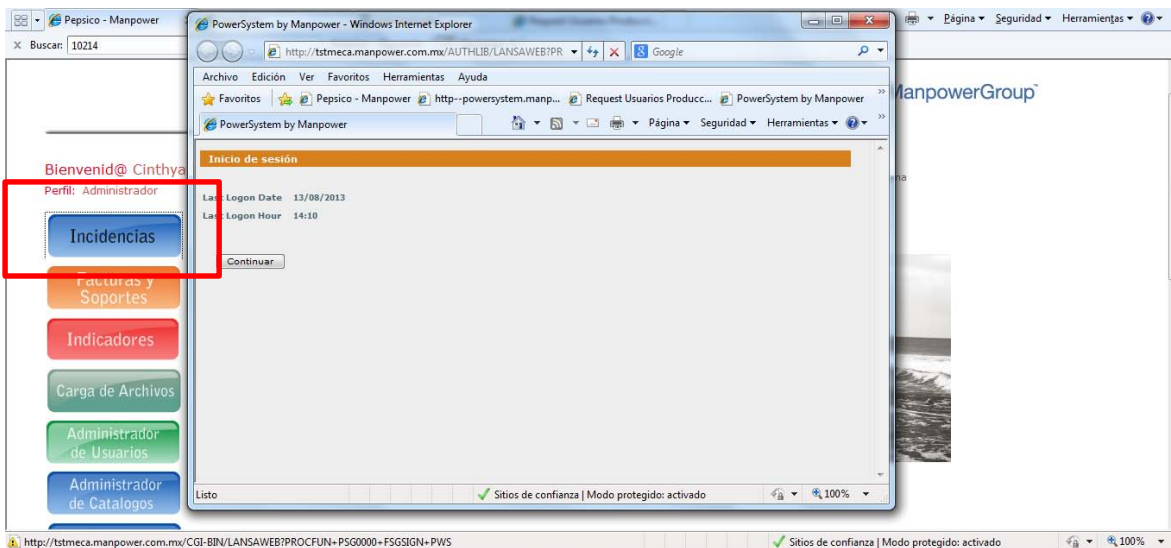 Pepsico - Manpower
Página Seguridad Herramientas
Buscar: 10214
PowerSystem by Manpower - Windows Internet Explorer
http://tstmeca.manpower.com.mx/AUTHLIB/LANSAWEB?PR
Google
Archivo Edición Ver Favoritos Herramientas Ayuda
Favoritos Pepsico - Manpower http--powersystem.manp... Request Usuarios Producc... PowerSystem by Manpower
PowerSystem by Manpower
Página Seguridad Herramientas
Inicio de sesión
Last Logon Date 13/08/2013
Last Logon Hour 14:10
Continuar
Listo
Sitios de confianza | Modo protegido: activado
100%
ManpowerGroup
Bienvenid@ Cinthya
Perfil: Administrador
Incidencias
Facturas y
Soportes
Indicadores
Carga de Archivos
Administrador
de Usuarios
Administrador
de Catalogos
http://tstmeca.manpower.com.mx/CGI-BIN/LANSAWEB?PROCFUN+PSG0000+FSGSIGN+PWS
Sitios de confianza | Modo protegido: activado
100%